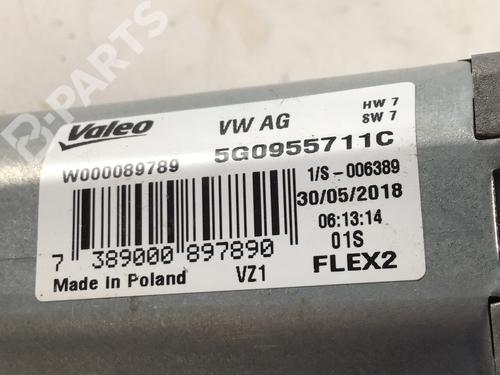 B-PARTS
Valeo
VW AG
HW 7
SW 7
W000089789
5G0955711C
1/S-006389
30/05/2018
06:13:14
01S
7 389000 897890
VZ1
FLEX2
Made in Poland